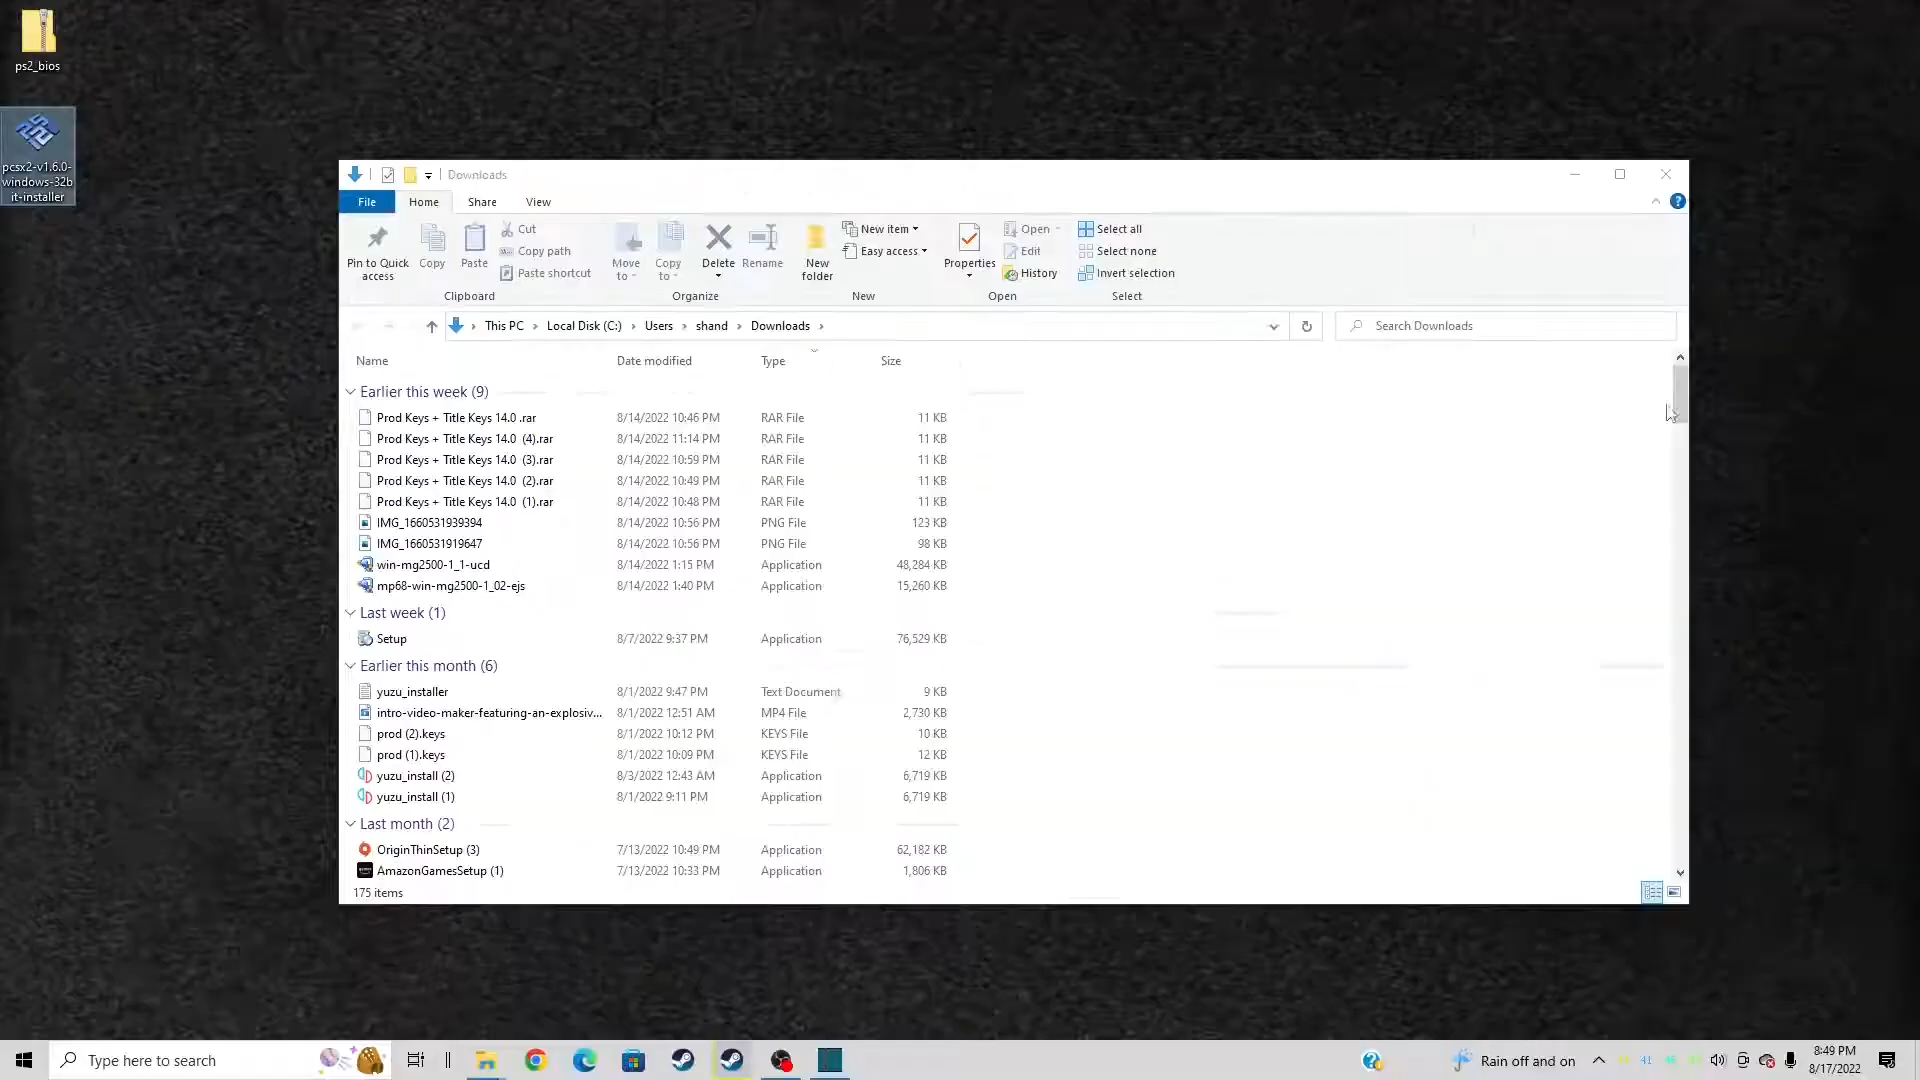 ps2_bios
pcsx2-v1.6.0-
windows-32b
it-installer
Downloads
File
Home
Share
View
Pin to Quick
access
Copy
Paste
Cut
Copy path
Paste shortcut
Clipboard
Move
to
Copy
to
Delete
Rename
Organize
New
folder
New item
Easy access
New
Properties
Open
Edit
History
Open
Select all
Select none
Invert selection
Select
This PC > Local Disk (C:) > Users > shand > Downloads >
Search Downloads
Name Date modified Type Size
Earlier this week (9)
Prod Keys + Title Keys 14.0 .rar 8/14/2022 10:46 PM RAR File 11 KB
Prod Keys + Title Keys 14.0 (4).rar 8/14/2022 11:14 PM RAR File 11 KB
Prod Keys + Title Keys 14.0 (3).rar 8/14/2022 10:59 PM RAR File 11 KB
Prod Keys + Title Keys 14.0 (2).rar 8/14/2022 10:49 PM RAR File 11 KB
Prod Keys + Title Keys 14.0 (1).rar 8/14/2022 10:48 PM RAR File 11 KB
IMG_1660531939394 8/14/2022 10:56 PM PNG File 123 KB
IMG_1660531919647 8/14/2022 10:56 PM PNG File 98 KB
win-mg2500-1_1-ucd 8/14/2022 1:15 PM Application 48,284 KB
mp68-win-mg2500-1_02-ejs 8/14/2022 1:40 PM Application 15,260 KB
Last week (1)
Setup 8/7/2022 9:37 PM Application 76,529 KB
Earlier this month (6)
yuzu_installer 8/1/2022 9:47 PM Text Document 9 KB
intro-video-maker-featuring-an-explosiv... 8/1/2022 12:51 AM MP4 File 2,730 KB
prod (2).keys 8/1/2022 10:12 PM KEYS File 10 KB
prod (1).keys 8/1/2022 10:09 PM KEYS File 12 KB
yuzu_install (2) 8/3/2022 12:43 AM Application 6,719 KB
yuzu_install (1) 8/1/2022 9:11 PM Application 6,719 KB
Last month (2)
OriginThinSetup (3) 7/13/2022 10:49 PM Application 62,182 KB
AmazonGamesSetup (1) 7/13/2022 10:33 PM Application 1,806 KB
175 items
Type here to search
Rain off and on
41
8:49 PM
8/17/2022